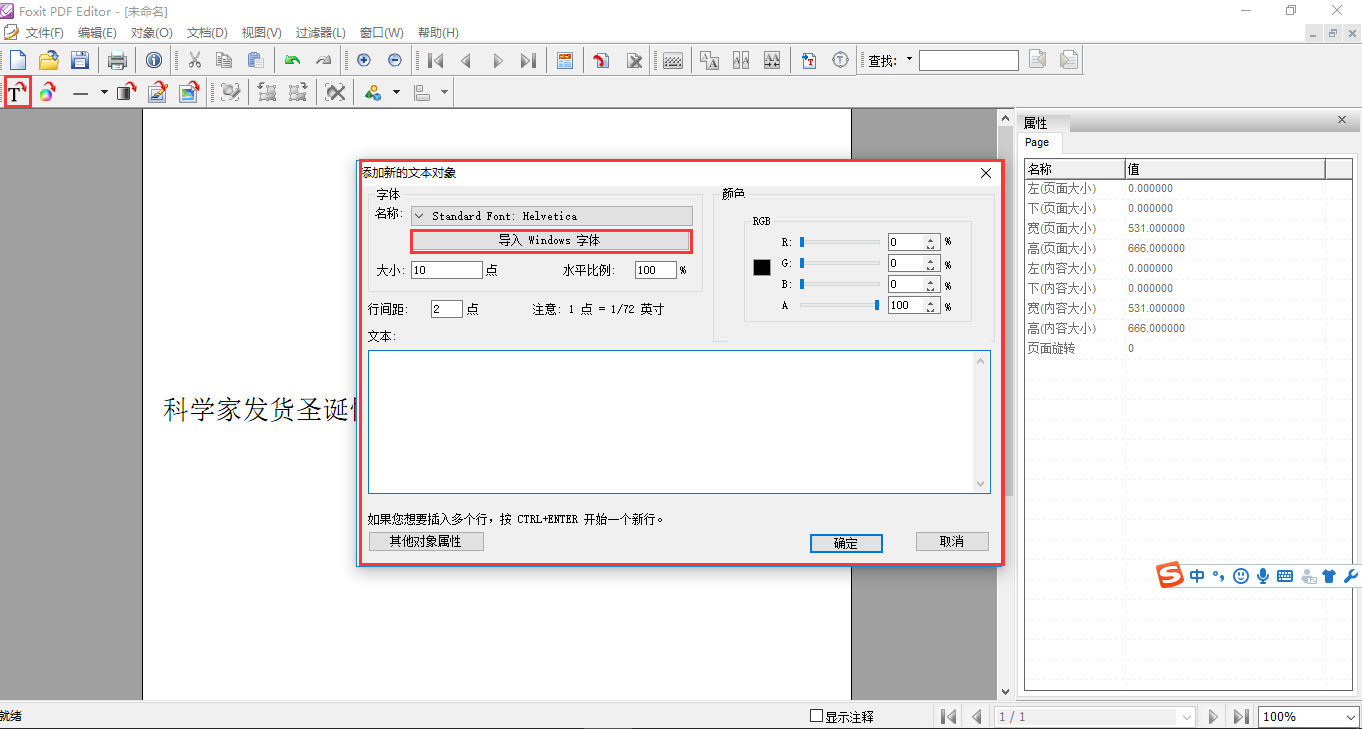 Foxit PDF Editor - [未命名]
文件(F) 编辑(E) 对象(O) 文档(D) 视图(V) 过滤器(L) 窗口(W) 帮助(H)
查找:
属性
Page
名称 值
左(页面大小) 0.000000
下(页面大小) 0.000000
宽(页面大小) 531.000000
高(页面大小) 666.000000
左(内容大小) 0.000000
下(内容大小) 0.000000
宽(内容大小) 531.000000
高(内容大小) 666.000000
页面旋转 0
科学家发货圣诞
添加新的文本对象
字体
名称: Standard Font: Helvetica
导入 Windows 字体
大小: 10 点 水平比例: 100 %
行间距: 2 点 注意: 1 点 = 1/72 英寸
颜色
RGB
R: 0 %
G: 0 %
B: 0 %
A 100 %
文本:
如果您想要插入多个行，按 CTRL+ENTER 开始一个新行。
其他对象属性 确定 取消
中
就绪 显示注释 1 / 1 100%